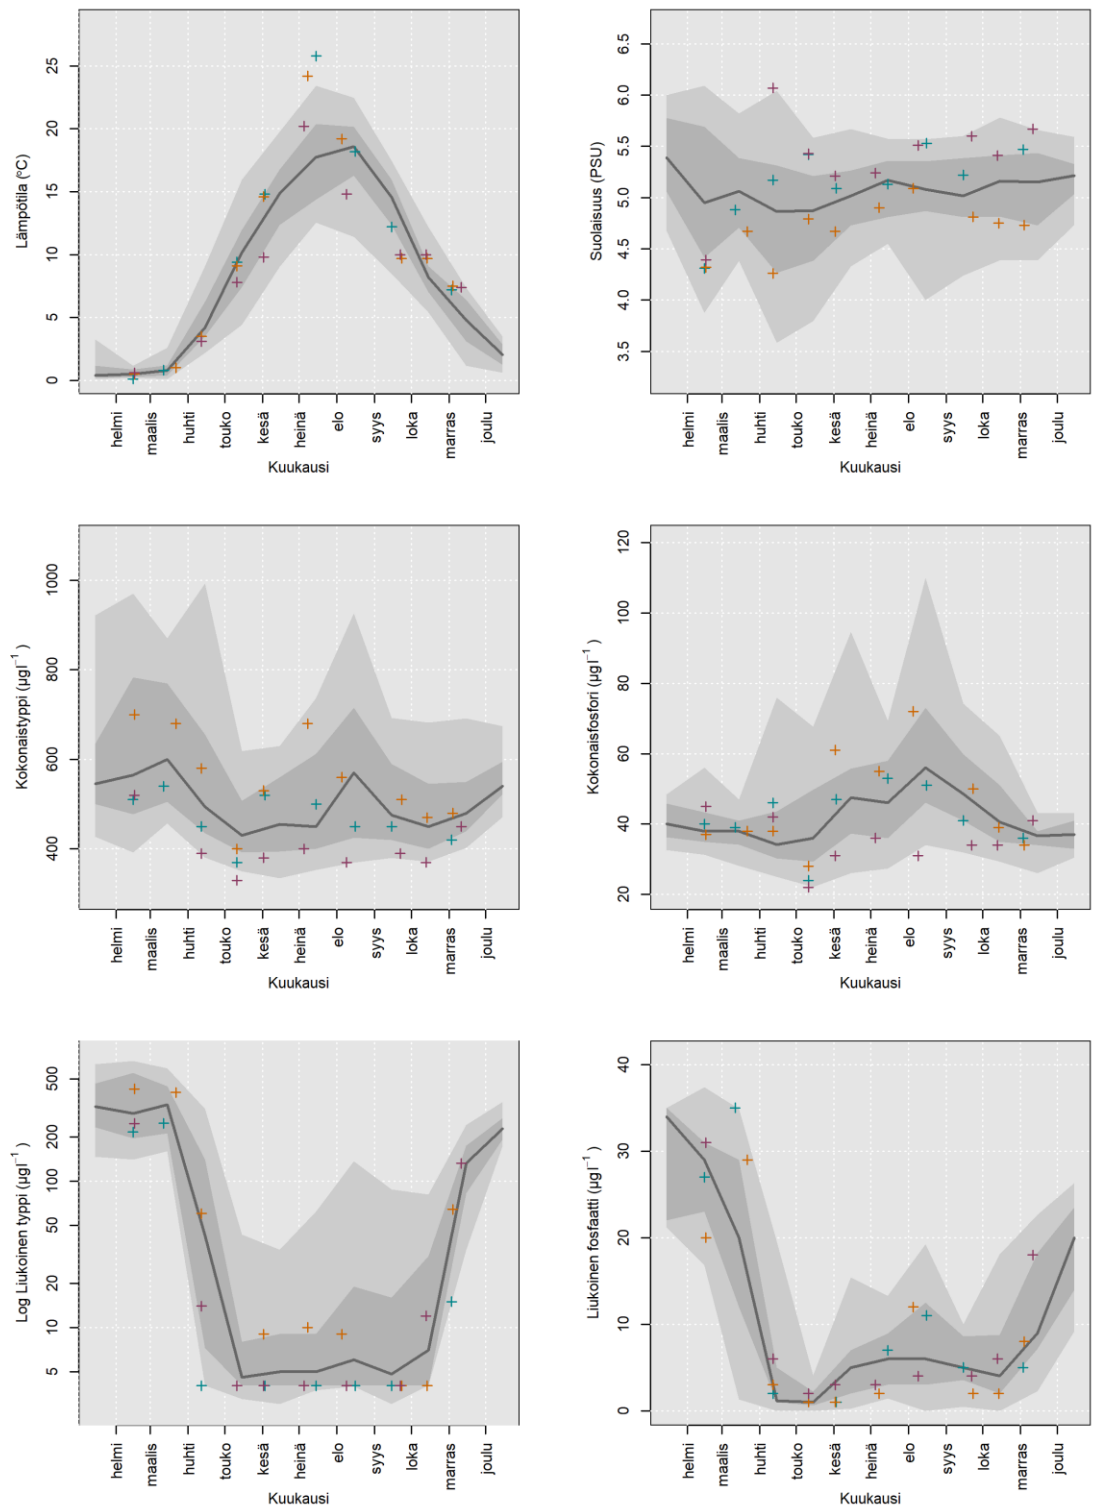 Lämpötila (°C)
25
20
15
10
5
0
helmi
maalis
huhti
touko
kesä
heinä
elo
syys
loka
marras
joulu
Kuukausi
Suolaisuus (PSU)
6.5
6.0
5.5
5.0
4.5
4.0
3.5
helmi
maalis
huhti
touko
kesä
heinä
elo
syys
loka
marras
joulu
Kuukausi
Kokonaistyppi (µgl⁻¹ )
1000
800
600
400
helmi
maalis
huhti
touko
kesä
heinä
elo
syys
loka
marras
joulu
Kuukausi
Kokonaisfosfori (µgl⁻¹ )
120
100
80
60
40
20
helmi
maalis
huhti
touko
kesä
heinä
elo
syys
loka
marras
joulu
Kuukausi
Log Liukoinen typpi (µgl⁻¹ )
500
200
100
50
20
10
5
helmi
maalis
huhti
touko
kesä
heinä
elo
syys
loka
marras
joulu
Kuukausi
Liukoinen fosfaatti (µgl⁻¹ )
40
30
20
10
0
helmi
maalis
huhti
touko
kesä
heinä
elo
syys
loka
marras
joulu
Kuukausi